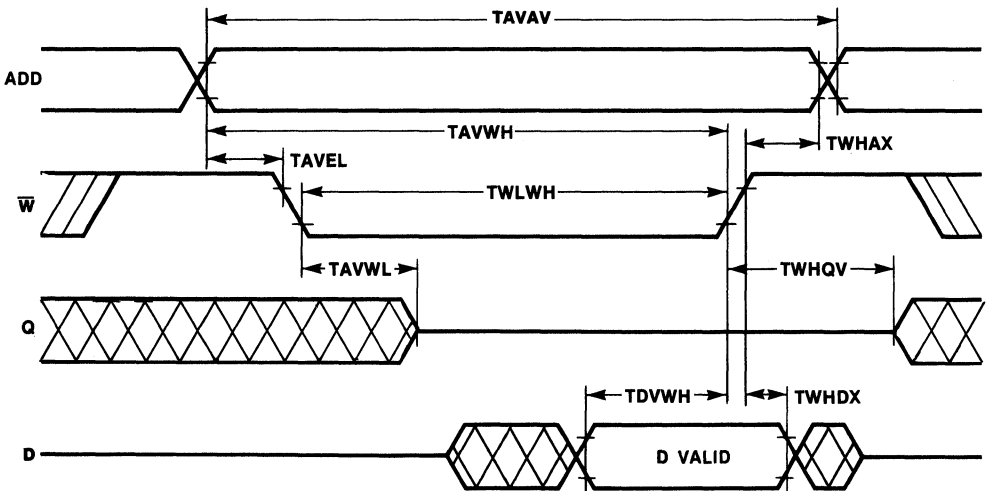 TAVAV
ADD
TAVWH
TWHAX
TAVEL
W̅
TWLWH
TAVWL
TWHQV
Q
TDVWH
TWHDX
D
D VALID